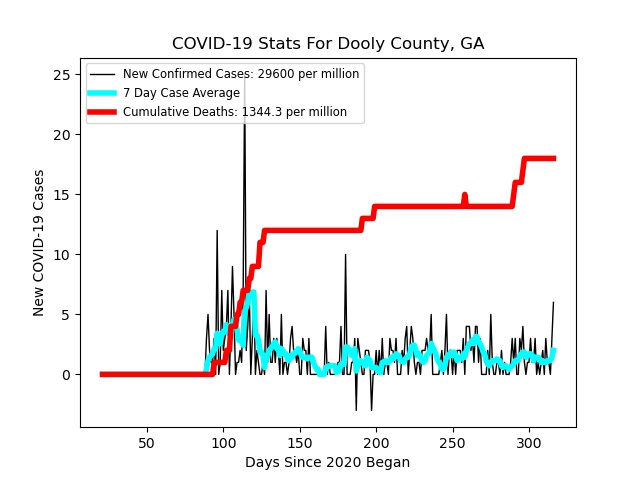 COVID-19 Stats For Dooly County, GA
New Confirmed Cases: 29600 per million
7 Day Case Average
Cumulative Deaths: 1344.3 per million
New COVID-19 Cases
25
20
15
10
5
0
50 100 150 200 250 300
Days Since 2020 Began